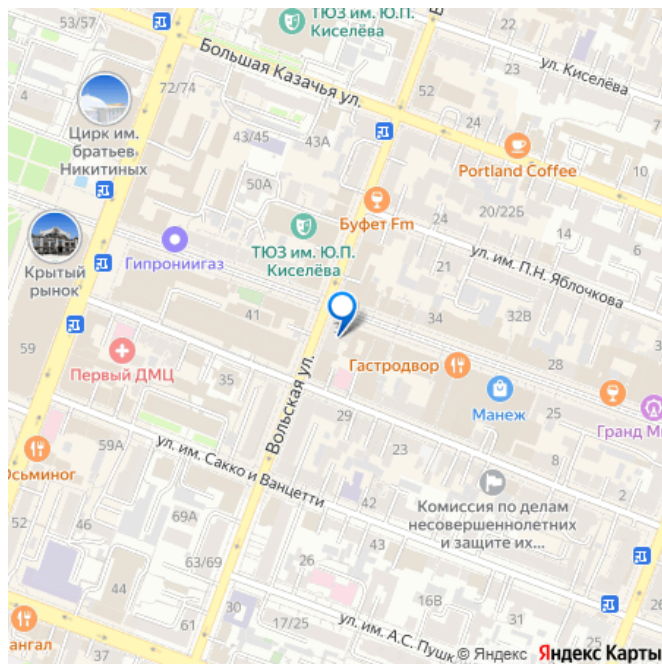 53/57
ТЮЗ им. Ю.П.
Киселёва
22
23
ул. Киселёва
Большая Казачья ул.
72/74
52
4
Цирк им.
братьев
Никитиных
43/45
43А
24
Portland Coffee
10
50А
Буфет Fm
24
20/22Б
14
6
ТЮЗ им. Ю.П.
Киселёва
ул. им. П.Н. Яблочкова
21
Гипрониигаз
Крытый
рынок
41
34
32В
59
Первый ДМЦ
35
Гастродвор
28
Вольская ул.
Манеж
25
29
59А
23
8
ул. им. Сакко и Ванцетти
Осьминог
2
42
Комиссия по делам
несовершеннолетних
и защите их...
52
46
69А
43
63/69
26
44
30
17/25
16В
31
ул. им. А.С. Пушк
© Яндекс
Яндекс Карты
37